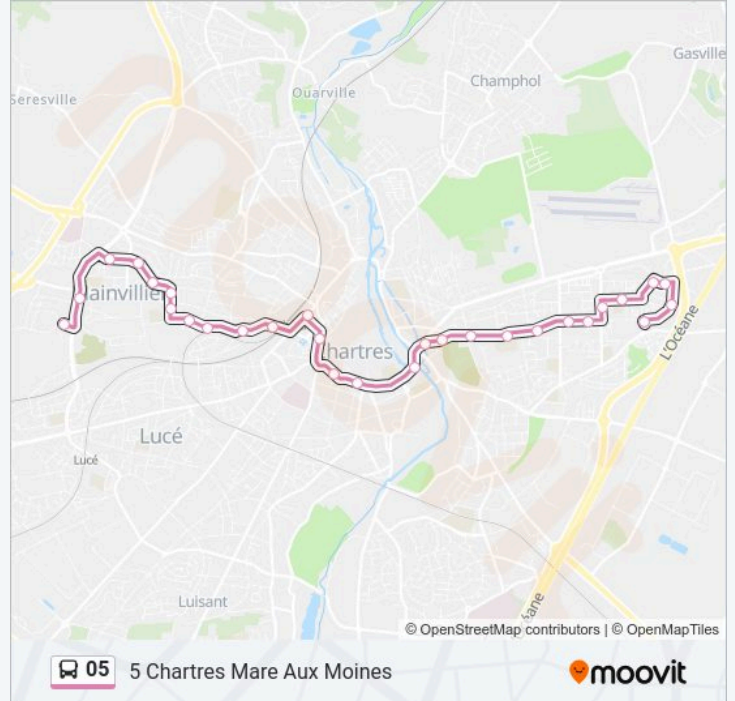 Gasville
Champhol
Seresville
Ouarville
L'Océane
Chartres
Lucé
Lucé
Luisant
© OpenStreetMap contributors | © OpenMapTiles
05 5 Chartres Mare Aux Moines
moovit